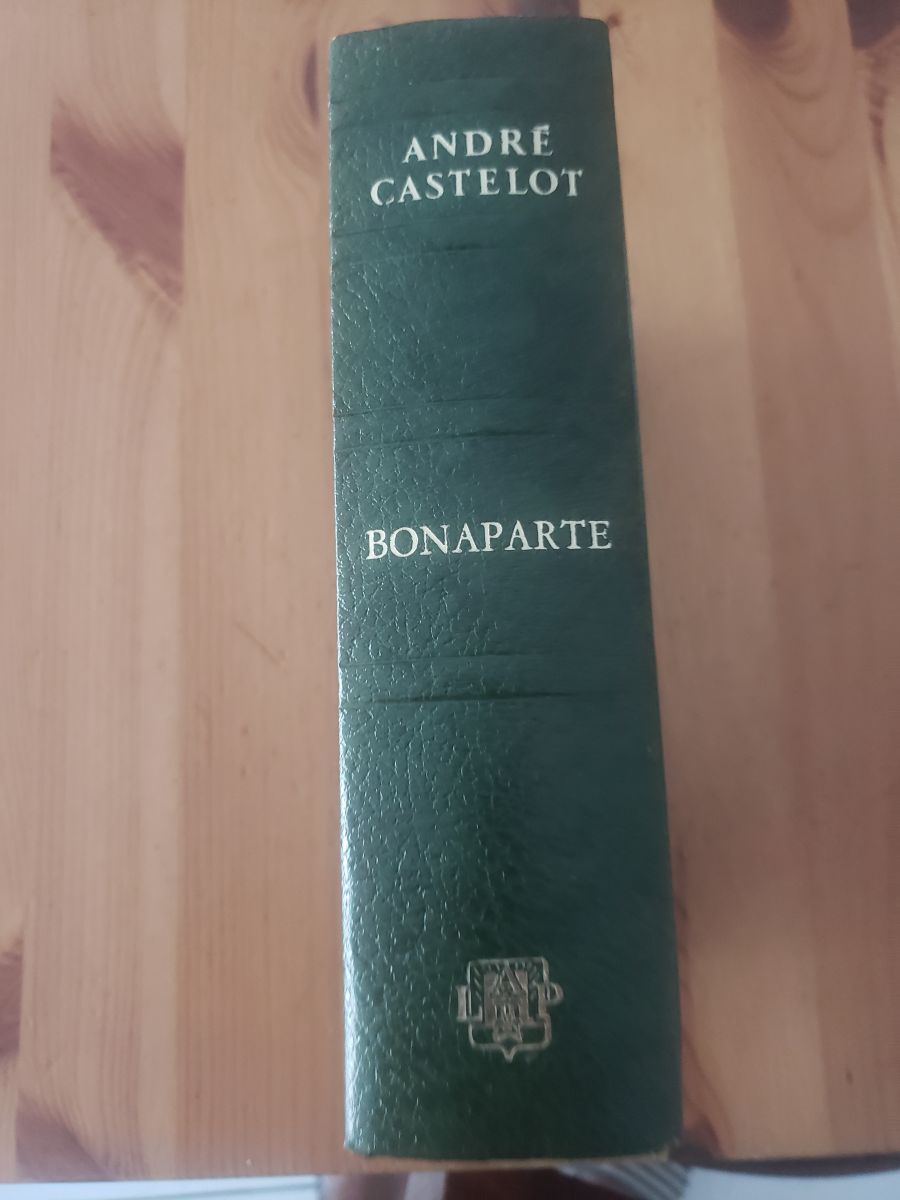 ANDRÉ
CASTELOT
BONAPARTE
L A P